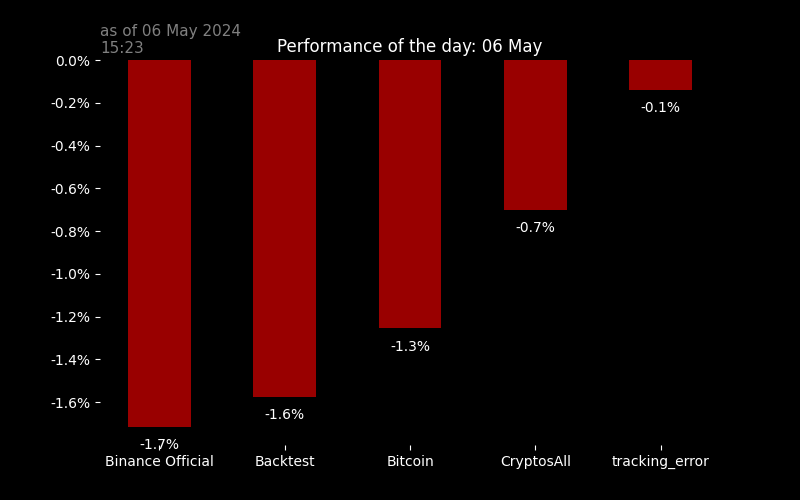 as of 06 May 2024
15:23
Performance of the day: 06 May
0.0%
-0.2%
-0.4%
-0.6%
-0.8%
-1.0%
-1.2%
-1.4%
-1.6%
-1.7%
-1.6%
-1.3%
-0.7%
-0.1%
Binance Official
Backtest
Bitcoin
CryptosAll
tracking_error